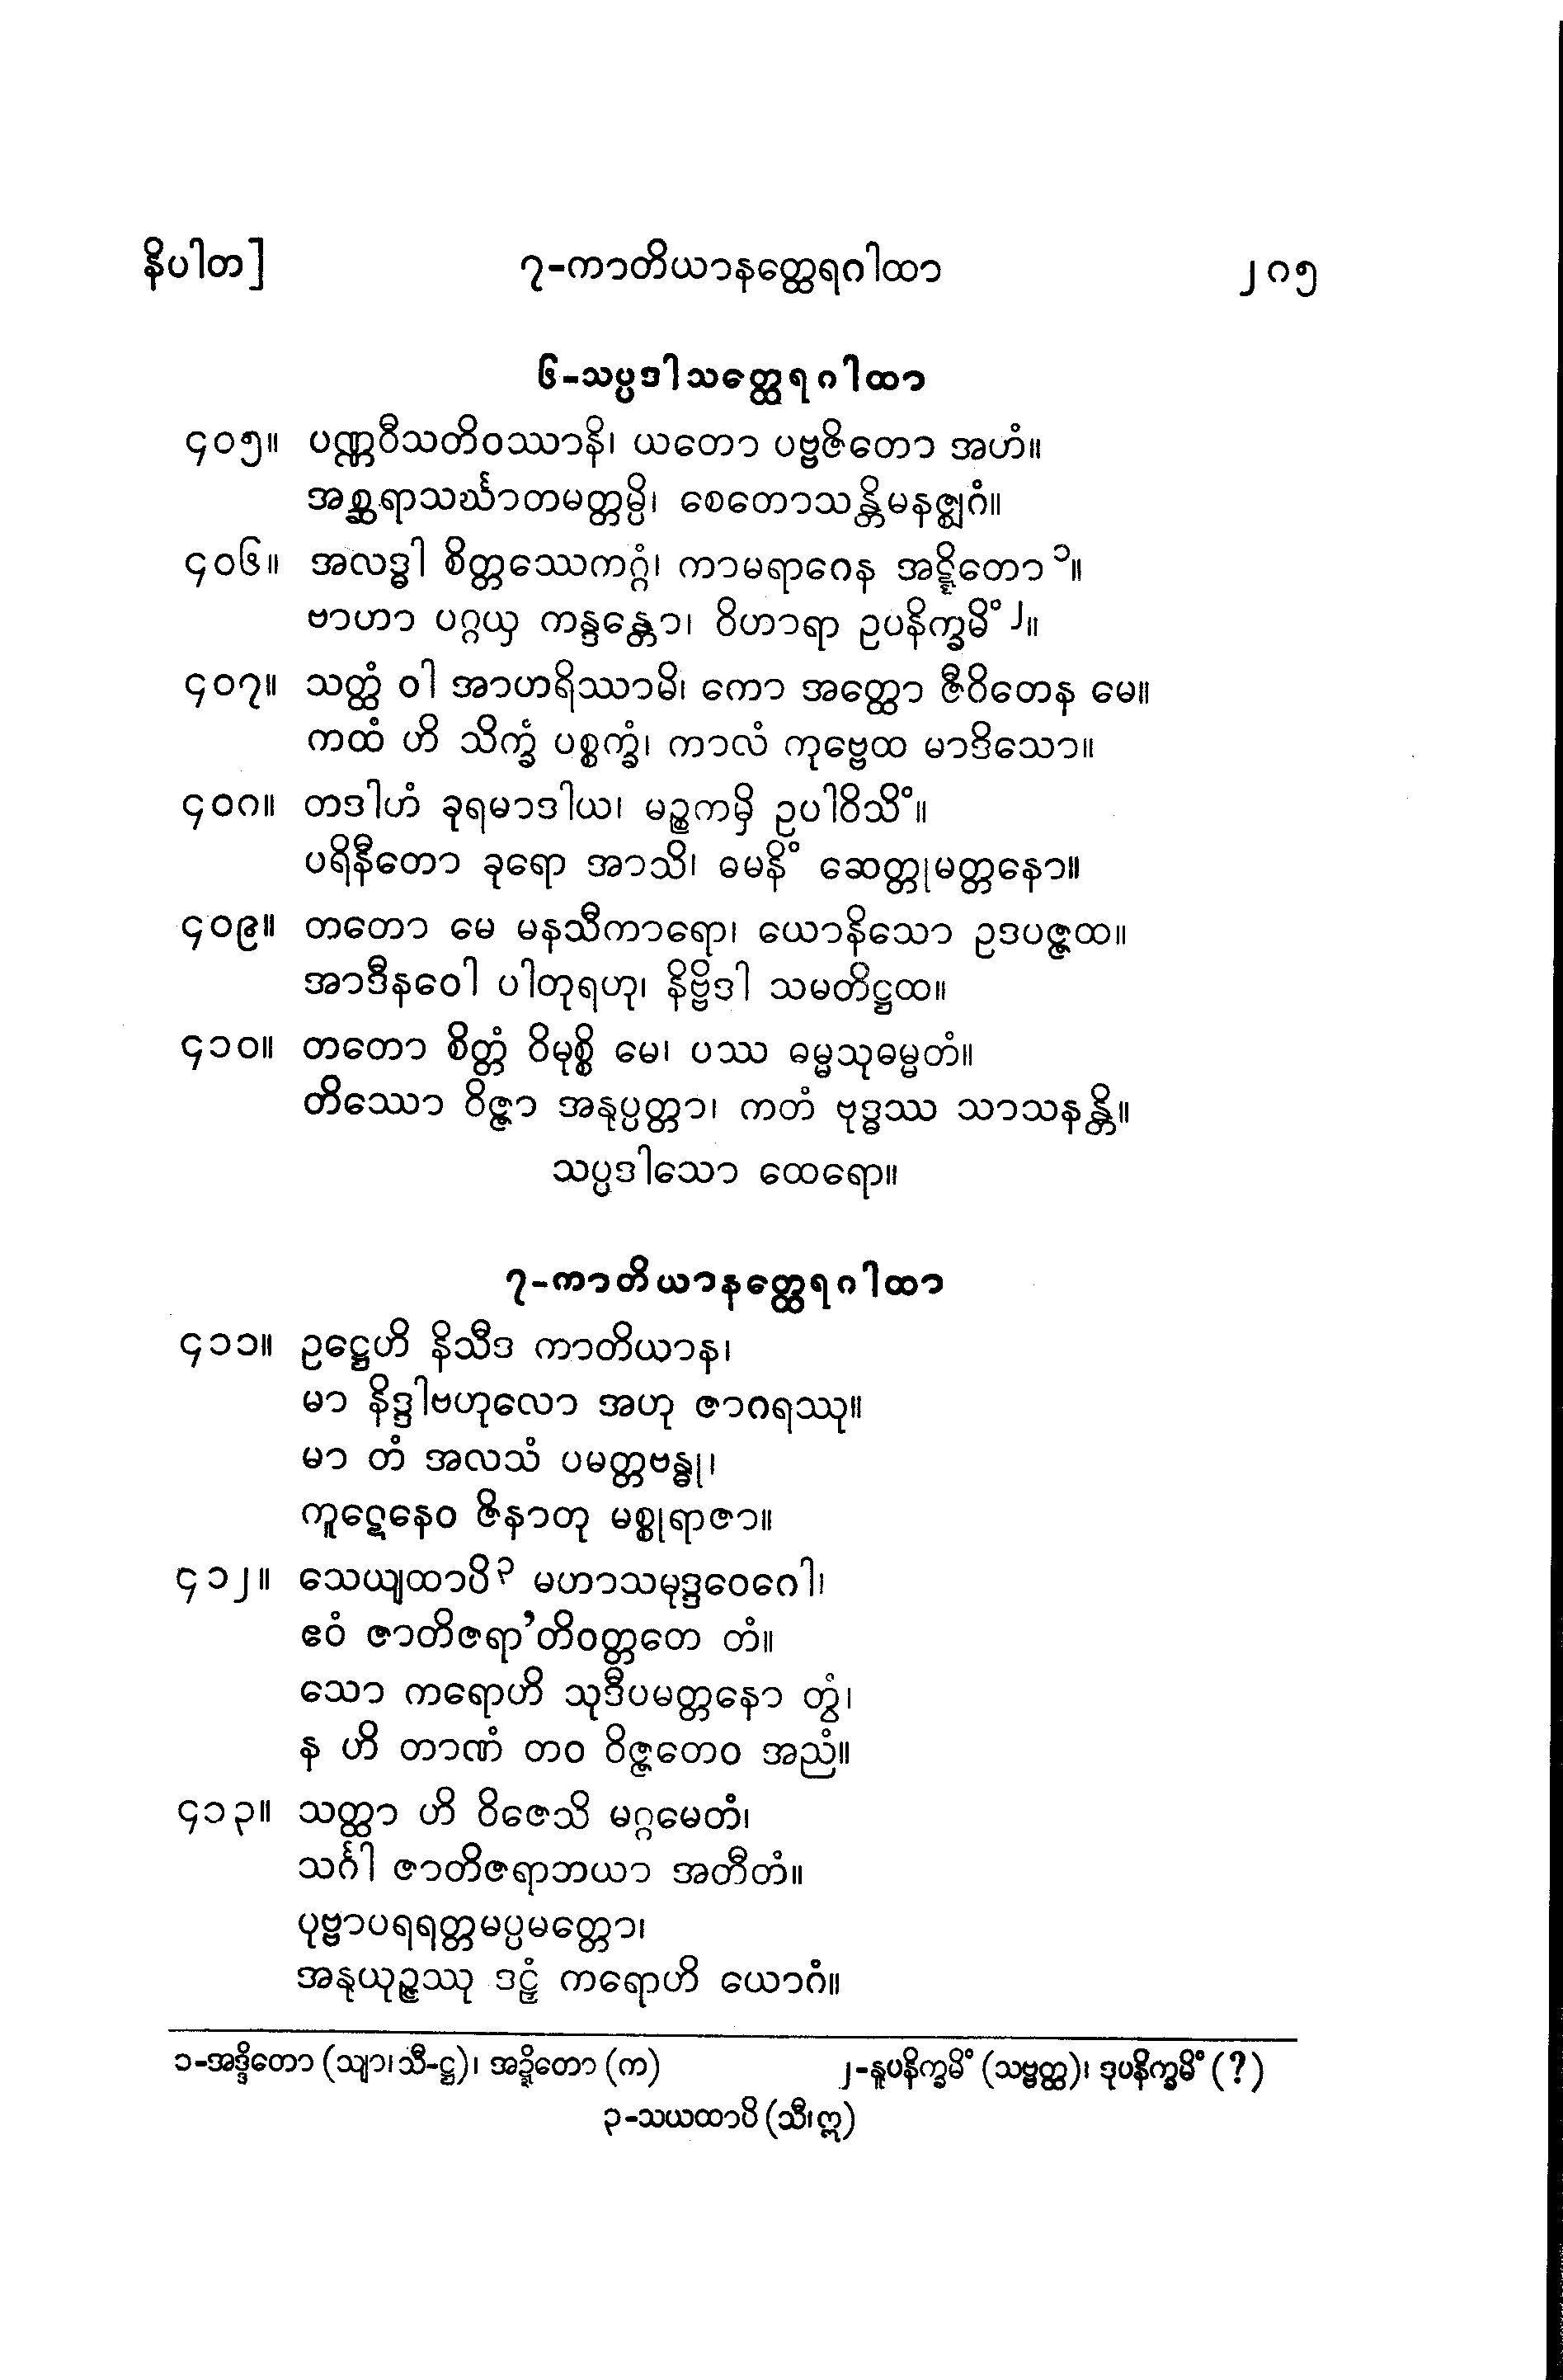 နိပါတ]	၇-ကာတိယာနတ္ထေရဂါထာ	၂၈၅
၆-သပ္ပဒါသတ္ထေရဂါထာ
၄၀၅။ ပဏ္ဏဝီသတိဝဿာနိ၊ ယတော ပဗ္ဗဇိတော အဟံ။
အစ္ဆရာသင်္ဃာတမတ္တမ္ပိ၊ စေတောသန္တိမနဇ္ဈဂံ။
၄၀၆။ အလဒ္ဓါ စိတ္တဿေကဂ္ဂံ၊ ကာမရာဂေန အဋ္ဋိတော၁။
ဗာဟာ ပဂ္ဂယှ ကန္ဒန္တော၊ ဝိဟာရာ ဥပနိက္ခမိံ၂။
၄၀၇။ သတ္ထံ ဝါ အာဟရိဿာမိ၊ ကော အတ္ထော ဇီဝိတေန မေ။
ကထံ ဟိ သိက္ခံ ပစ္စက္ခံ၊ ကာလံ ကုဗ္ဗေထ မာဒိသော။
၄၀၈။ တဒါဟံ ခုရမာဒါယ၊ မဉ္စကမှိ ဥပါဝိသိံ။
ပရိနီတော ခုရော အာသိ၊ ဓမနိံ ဆေတ္တုမတ္တနော။
၄၀၉။ တတော မေ မနသီကာရော၊ ယောနိသော ဥဒပဇ္ဇထ။
အာဒီနဝေါ ပါတုရဟု၊ နိဗ္ဗိဒါ သမတိဋ္ဌထ။
၄၁၀။ တတော စိတ္တံ ဝိမုစ္စိ မေ၊ ပဿ ဓမ္မသုဓမ္မတံ။
တိဿော ဝိဇ္ဇာ အနုပ္ပတ္တာ၊ ကတံ ဗုဒ္ဓဿ သာသနန္တိ။
သပ္ပဒါသော ထေရော။
၇-ကာတိယာနတ္ထေရဂါထာ
၄၁၁။ ဥဋ္ဌေဟိ နိသီဒ ကာတိယာန၊
မာ နိဒ္ဒါဗဟုလော အဟု ဇာဂရဿု။
မာ တံ အလသံ ပမတ္တဗန္ဓု၊
ကူဋေနေဝ ဇိနာတု မစ္စုရာဇာ။
၄၁၂။ သေယျထာပိ၃ မဟာသမုဒ္ဒဝေဂေါ၊
ဧဝံ ဇာတိဇရာ’တိဝတ္တတေ တံ။
သော ကရောဟိ သုဒီပမတ္တနော တွံ၊
န ဟိ တာဏံ တဝ ဝိဇ္ဇတေဝ အညံ။
၄၁၃။ သတ္ထာ ဟိ ဝိဇေသိ မဂ္ဂမေတံ၊
သင်္ဂါ ဇာတိဇရာဘယာ အတီတံ။
ပုဗ္ဗာပရရတ္တမပ္ပမတ္တော၊
အနုယုဉ္ဇဿု ဒဠှံ ကရောဟိ ယောဂံ။
၁-အဒ္ဒိတော (သျာ၊သီ-ဋ္ဌ)၊ အဍ္ဍိတော (က)	၂-နူပနိက္ခမိံ (သဗ္ဗတ္ထ)၊ ဒုပနိက္ခမိံ (?)
၃-သယထာပိ (သီ၊ဣ)